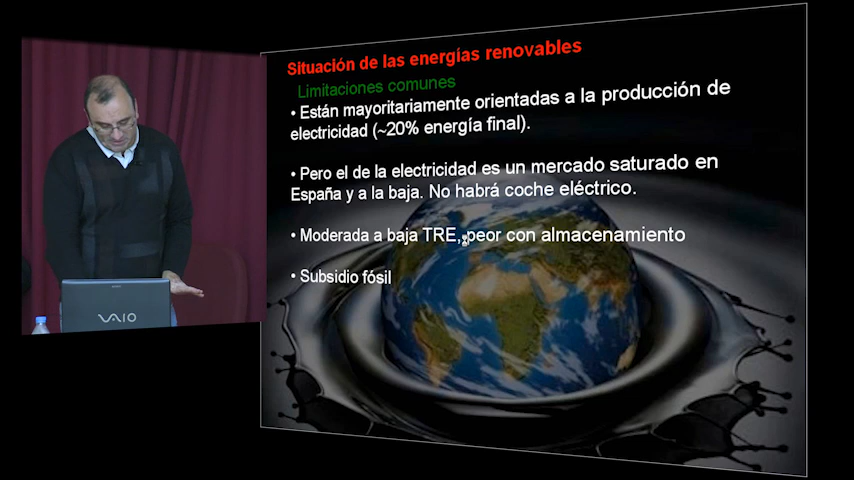 Situación de las energías renovables
Limitaciones comunes
• Están mayoritariamente orientadas a la producción de
electricidad (~20% energía final).
• Pero el de la electricidad es un mercado saturado en
España y a la baja. No habrá coche eléctrico.
• Moderada a baja TRE, peor con almacenamiento
• Subsidio fósil
VAIO